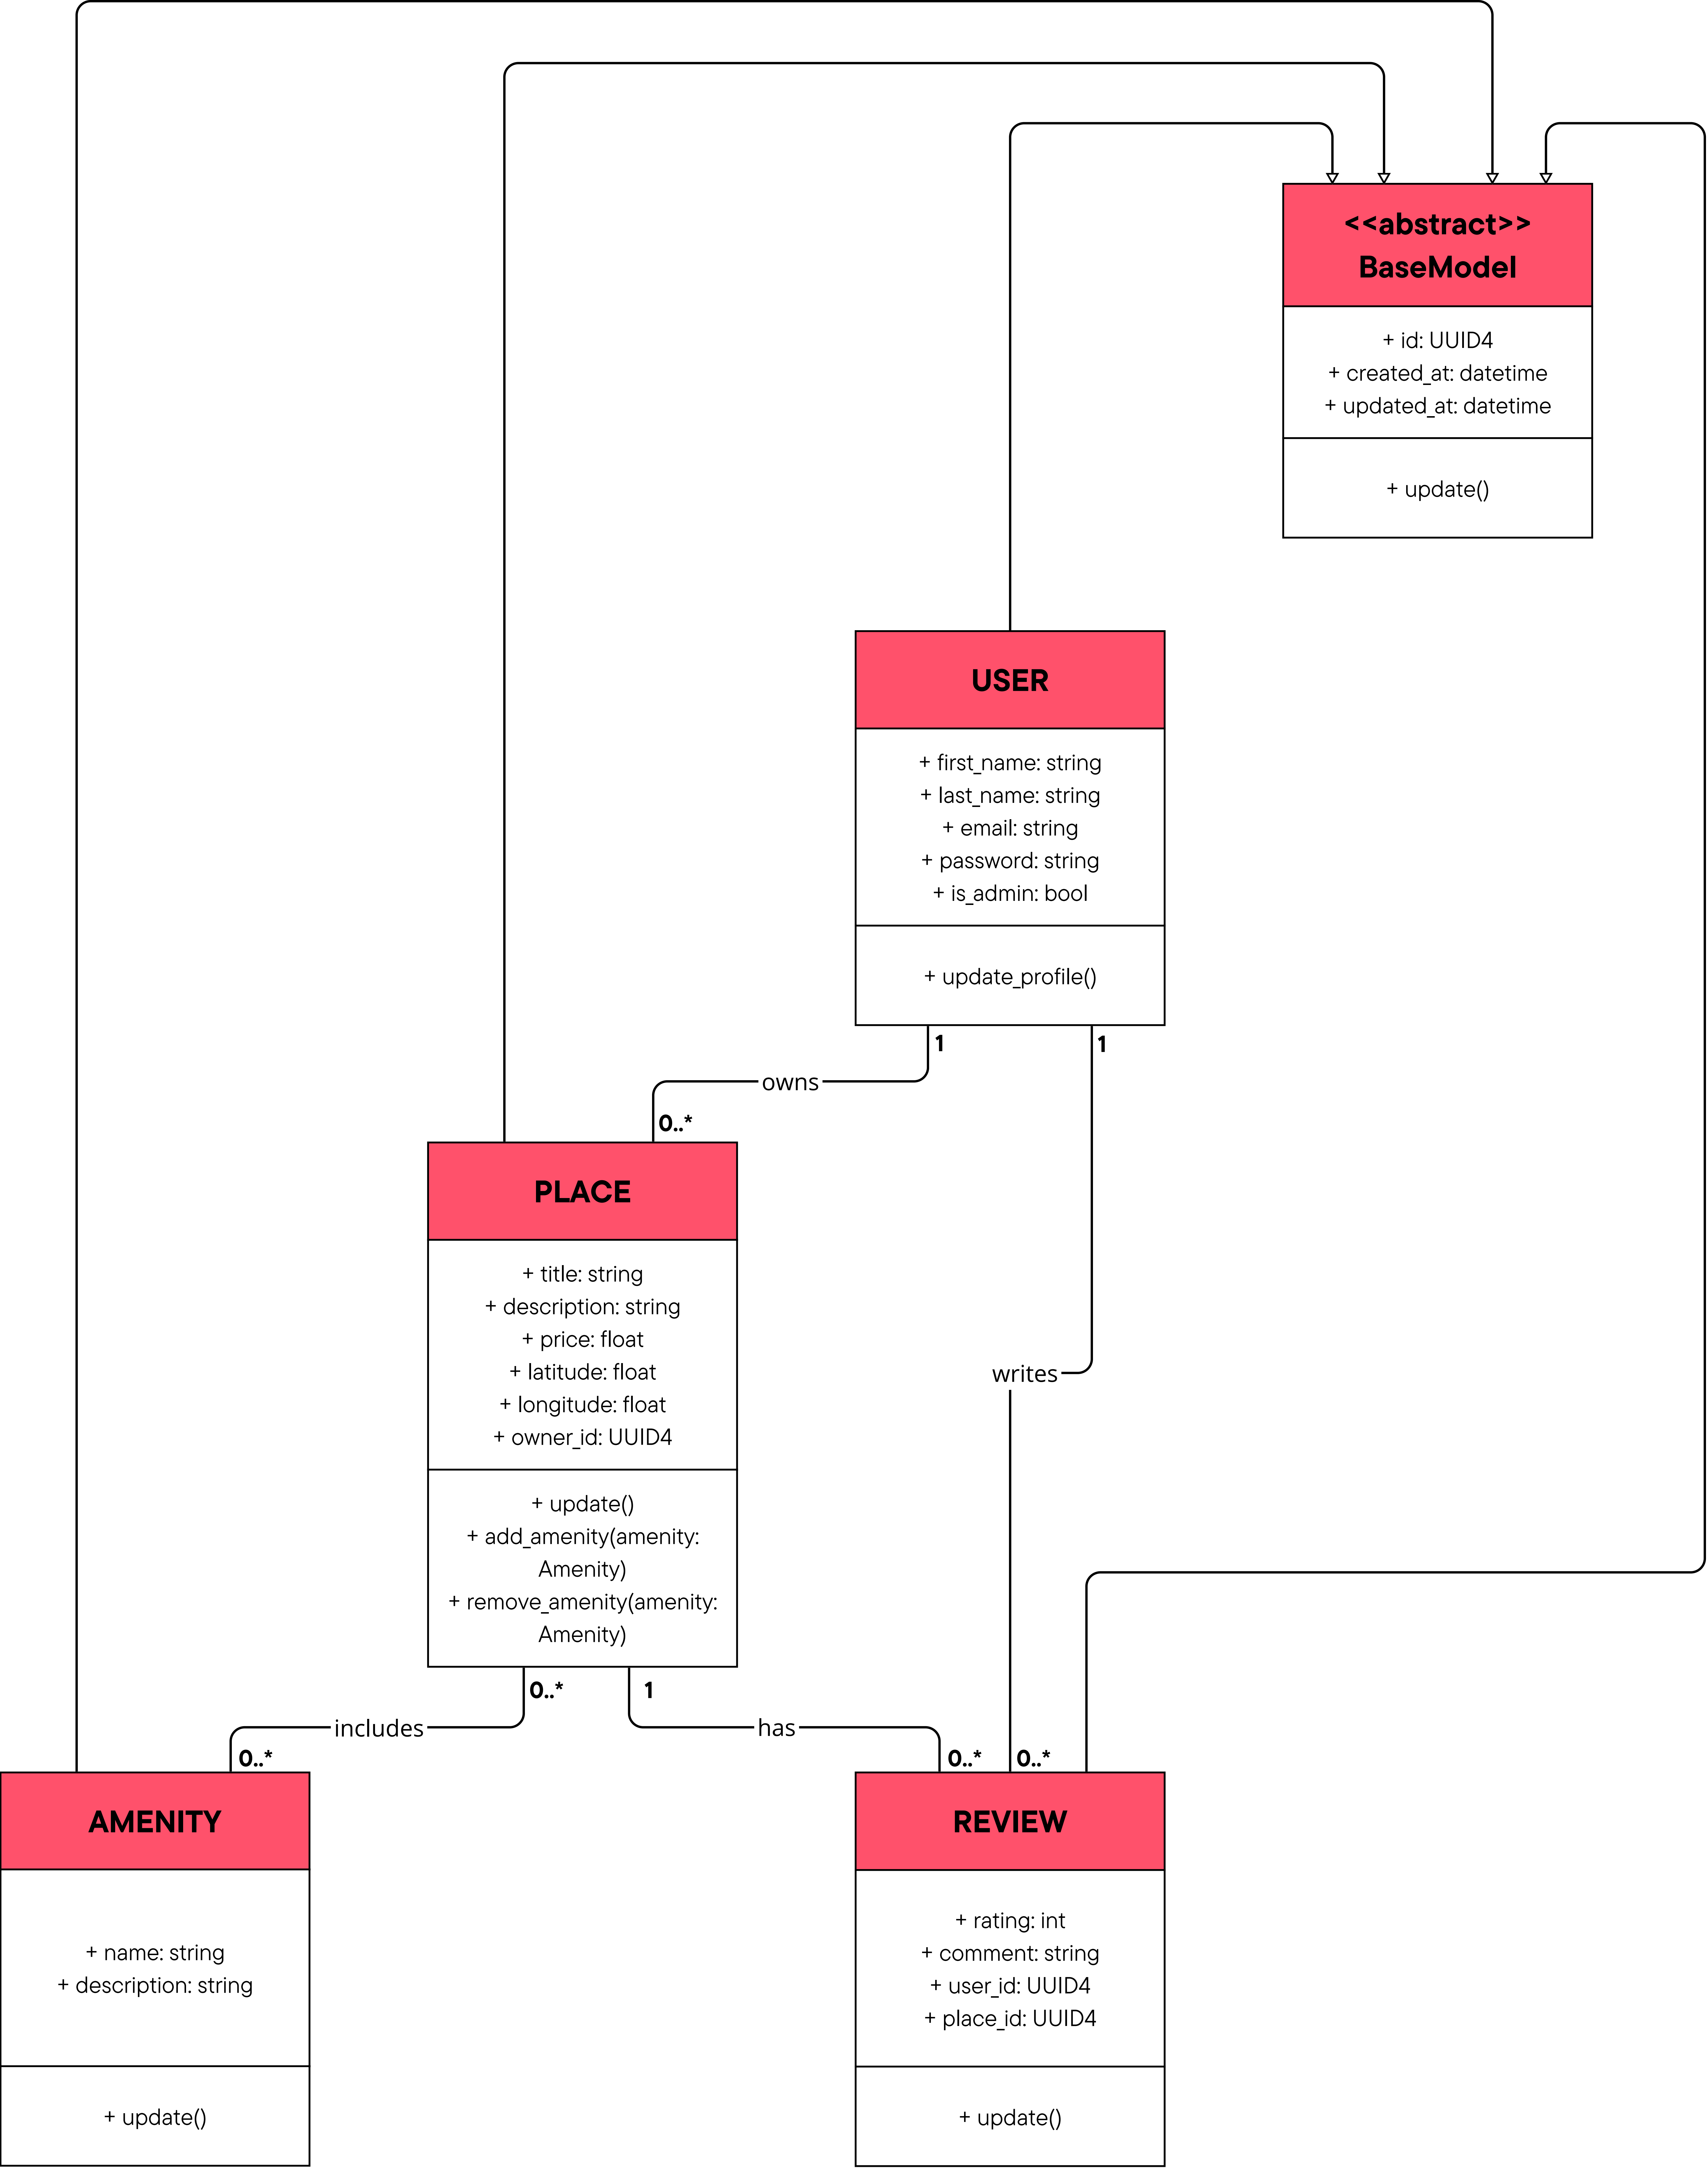 <<abstract>>
BaseModel
+ id: UUID4
+ created_at: datetime
+ updated_at: datetime
+ update()
USER
+ first_name: string
+ last_name: string
+ email: string
+ password: string
+ is_admin: bool
+ update_profile()
1
1
owns
0..*
PLACE
+ title: string
+ description: string
+ price: float
+ latitude: float
+ longitude: float
+ owner_id: UUID4
+ update()
+ add_amenity(amenity:
Amenity)
+ remove_amenity(amenity:
Amenity)
writes
0..*
1
includes
has
0..*
0..*
0..*
AMENITY
+ name: string
+ description: string
+ update()
REVIEW
+ rating: int
+ comment: string
+ user_id: UUID4
+ place_id: UUID4
+ update()